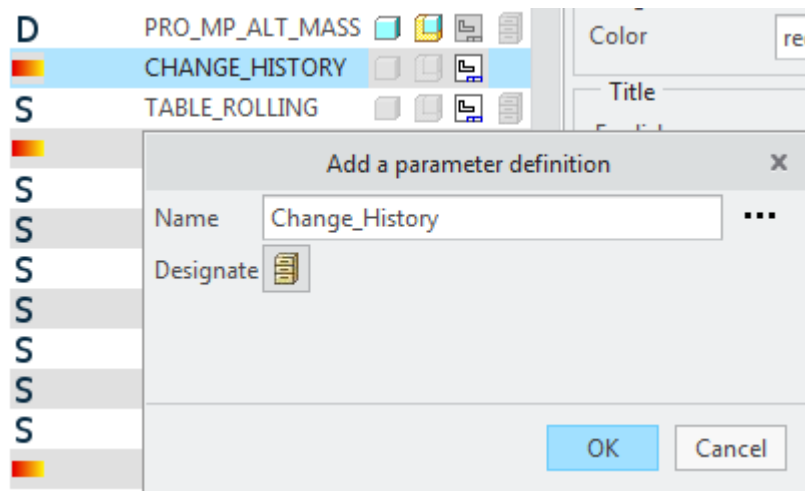 D PRO_MP_ALT_MASS
CHANGE_HISTORY
S TABLE_ROLLING
S
S
S
S
S
S
S
Color
Title
Add a parameter definition x
Name Change_History ...
Designate
OK Cancel